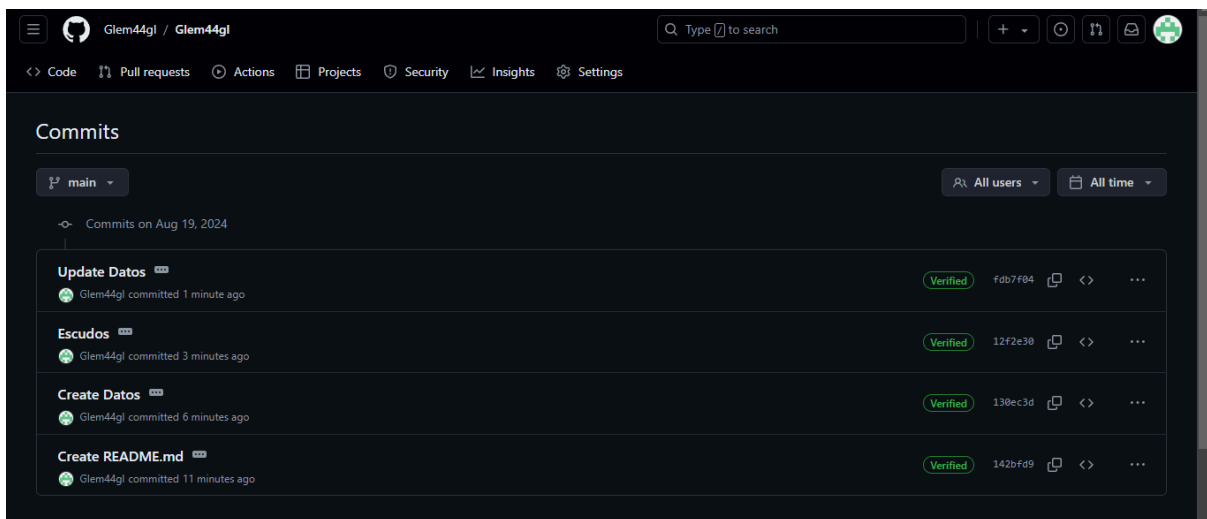 Glem44gl / Glem44gl
Type / to search
Code Pull requests Actions Projects Security Insights Settings
Commits
main
All users All time
Commits on Aug 19, 2024
Update Datos
Verified fdb7f04
Glem44gl committed 1 minute ago
Escudos
Verified 12f2e30
Glem44gl committed 3 minutes ago
Create Datos
Verified 130ec3d
Glem44gl committed 6 minutes ago
Create README.md
Verified 142bfd9
Glem44gl committed 11 minutes ago